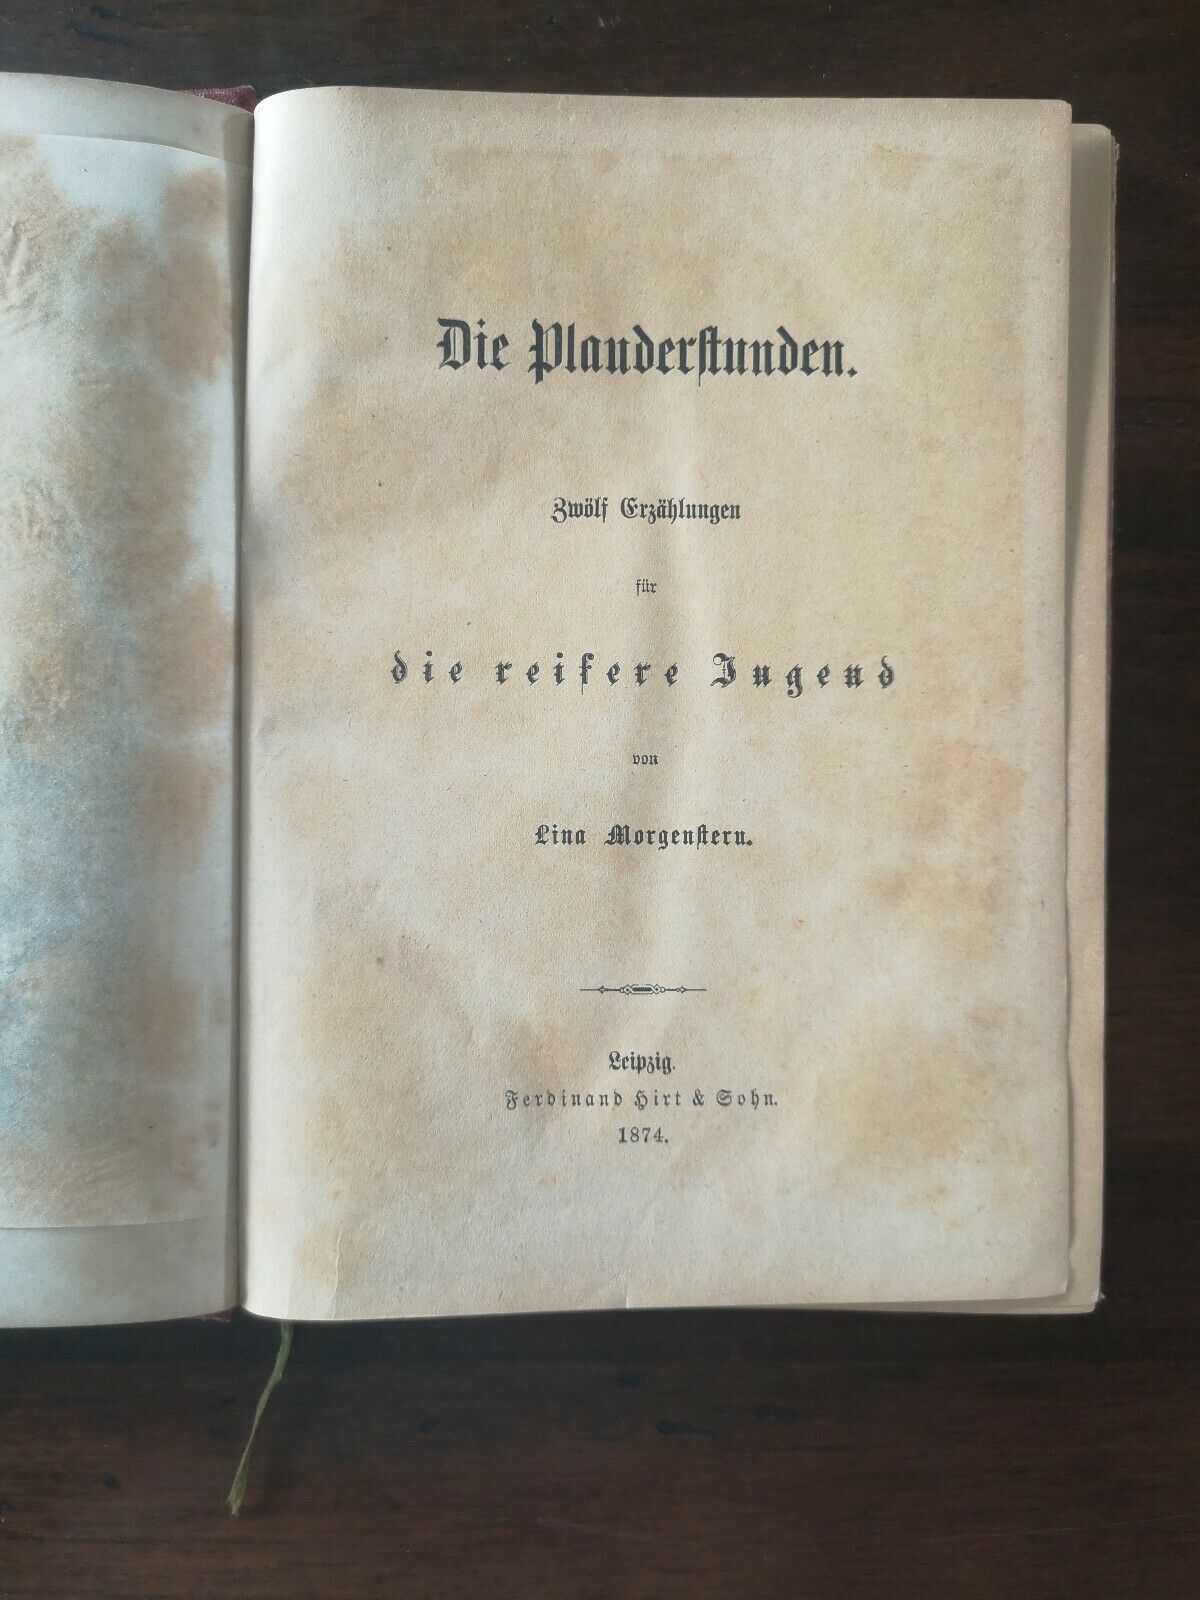 Die Plauderstunden.
Zwölf Erzählungen
für
die reifere Jugend
von
Lina Morgenstern.
Leipzig.
Ferdinand Hirt & Sohn.
1874.